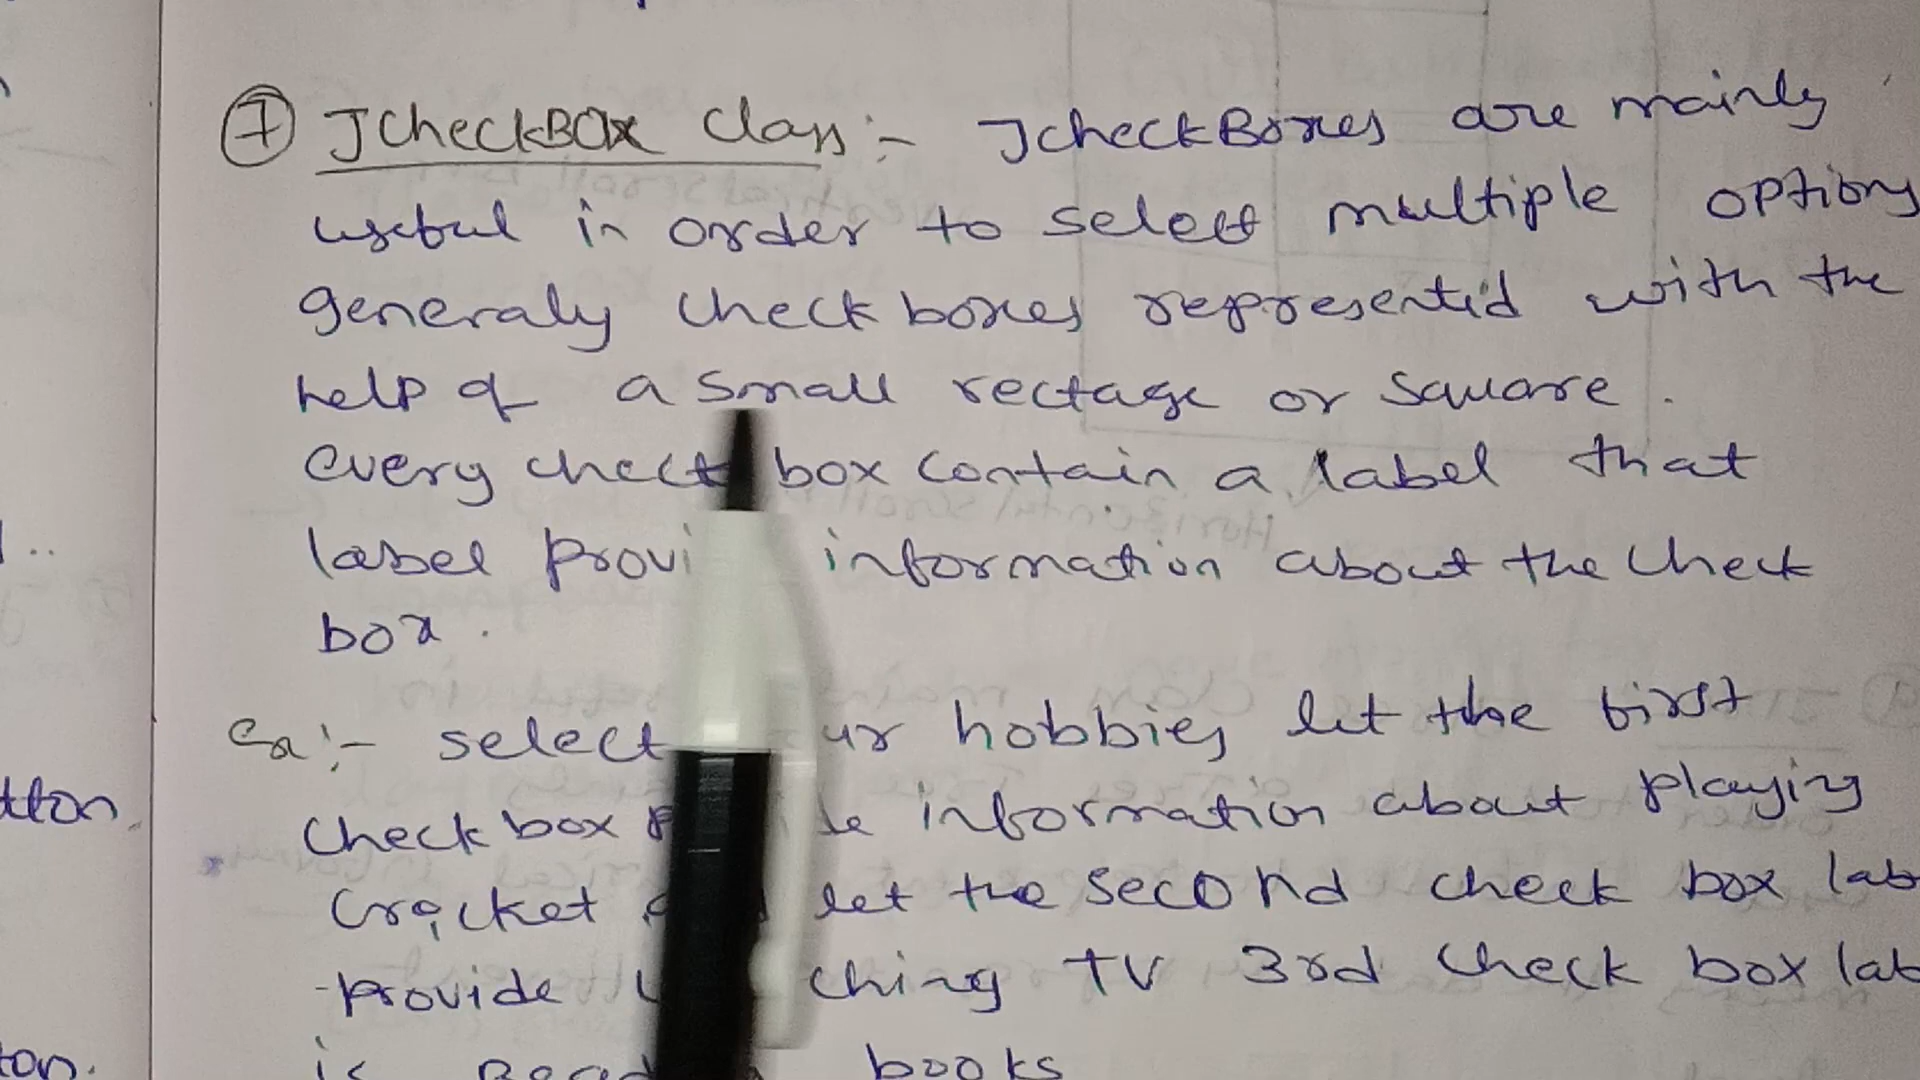 ⑦ JCheckBox Class:- JcheckBoxes are mainly
useful in order to select multiple options
generaly check boxes represented with the
help of a small rectage or square.
every check box contain a label that
label provi information about the check
box.
Ex:- select ur hobbies let the first
check box information about playing
Cricket let the second check box lab
provide ching TV 3rd check box lab
is books
tton.
ton.